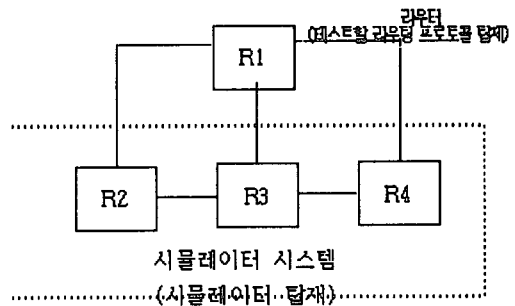 라우터
(테스트할 라우팅 프로토콜 탑제)
R1
R2
R3
R4
시뮬레이터 시스템
(시뮬레이터 탑재)